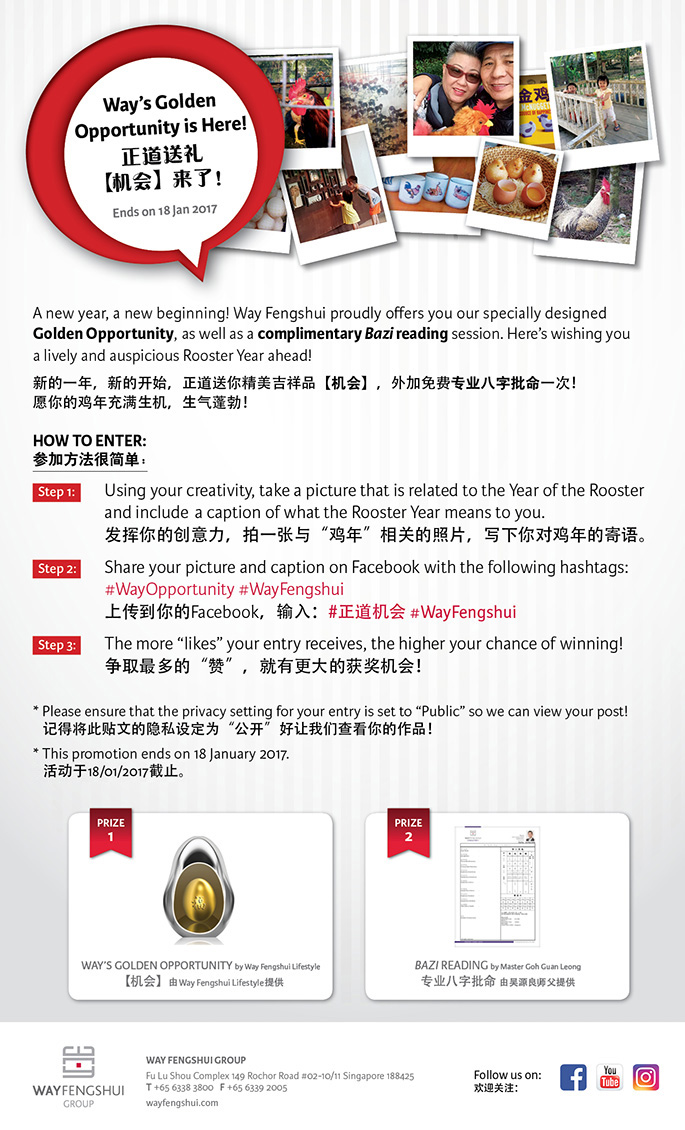 Way's Golden
Opportunity is Here!
正道送礼
【机会】来了!
Ends on 18 Jan 2017
金鸡
A new year, a new beginning! Way Fengshui proudly offers you our specially designed
Golden Opportunity, as well as a complimentary Bazi reading session. Here's wishing you
a lively and auspicious Rooster Year ahead!
新的一年，新的开始，正道送你精美吉祥品【机会】，外加免费专业八字批命一次！
愿你的鸡年充满生机，生气蓬勃！
HOW TO ENTER:
参加方法很简单：
Step 1:
Using your creativity, take a picture that is related to the Year of the Rooster
and include a caption of what the Rooster Year means to you.
发挥你的创意力，拍一张与“鸡年”相关的照片，写下你对鸡年的寄语。
Step 2:
Share your picture and caption on Facebook with the following hashtags:
#WayOpportunity #WayFengshui
上传到你的Facebook，输入：#正道机会 #WayFengshui
Step 3:
The more “likes” your entry receives, the higher your chance of winning!
争取最多的“赞”，就有更大的获奖机会！
* Please ensure that the privacy setting for your entry is set to “Public” so we can view your post!
记得将此贴文的隐私设定为“公开”好让我们查看你的作品！
* This promotion ends on 18 January 2017.
活动于18/01/2017截止。
PRIZE
1
WAY'S GOLDEN OPPORTUNITY by Way Fengshui Lifestyle
【机会】 由Way Fengshui Lifestyle提供
PRIZE
2
BAZI READING by Master Goh Guan Leong
专业八字批命 由吴源良师父提供
WAYFENGSHUI
GROUP
WAY FENGSHUI GROUP
Fu Lu Shou Complex 149 Rochor Road #02-10/11 Singapore 188425
T +65 6338 3800 F +65 6339 2005
wayfengshui.com
Follow us on:
欢迎关注：
You
Tube